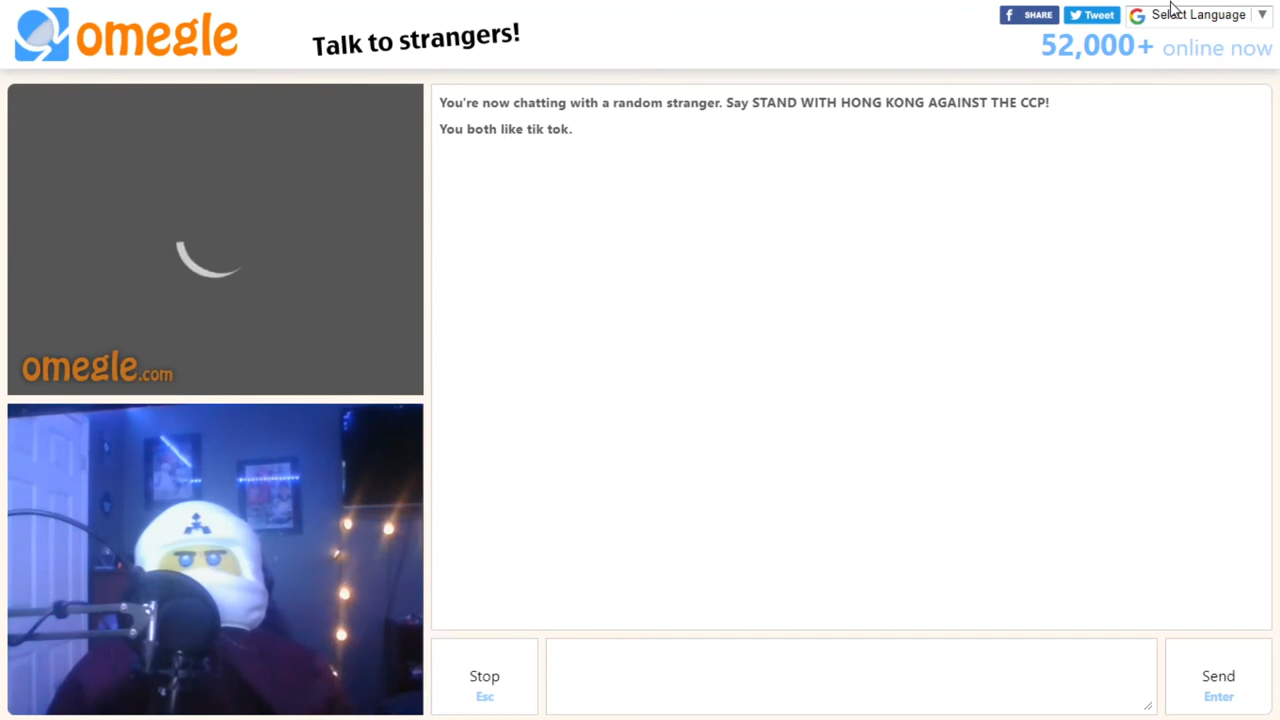 omegle
Talk to strangers!
SHARE
Tweet
Select Language
52,000+ online now
You're now chatting with a random stranger. Say STAND WITH HONG KONG AGAINST THE CCP!
You both like tik tok.
omegle.com
Stop
Esc
Send
Enter